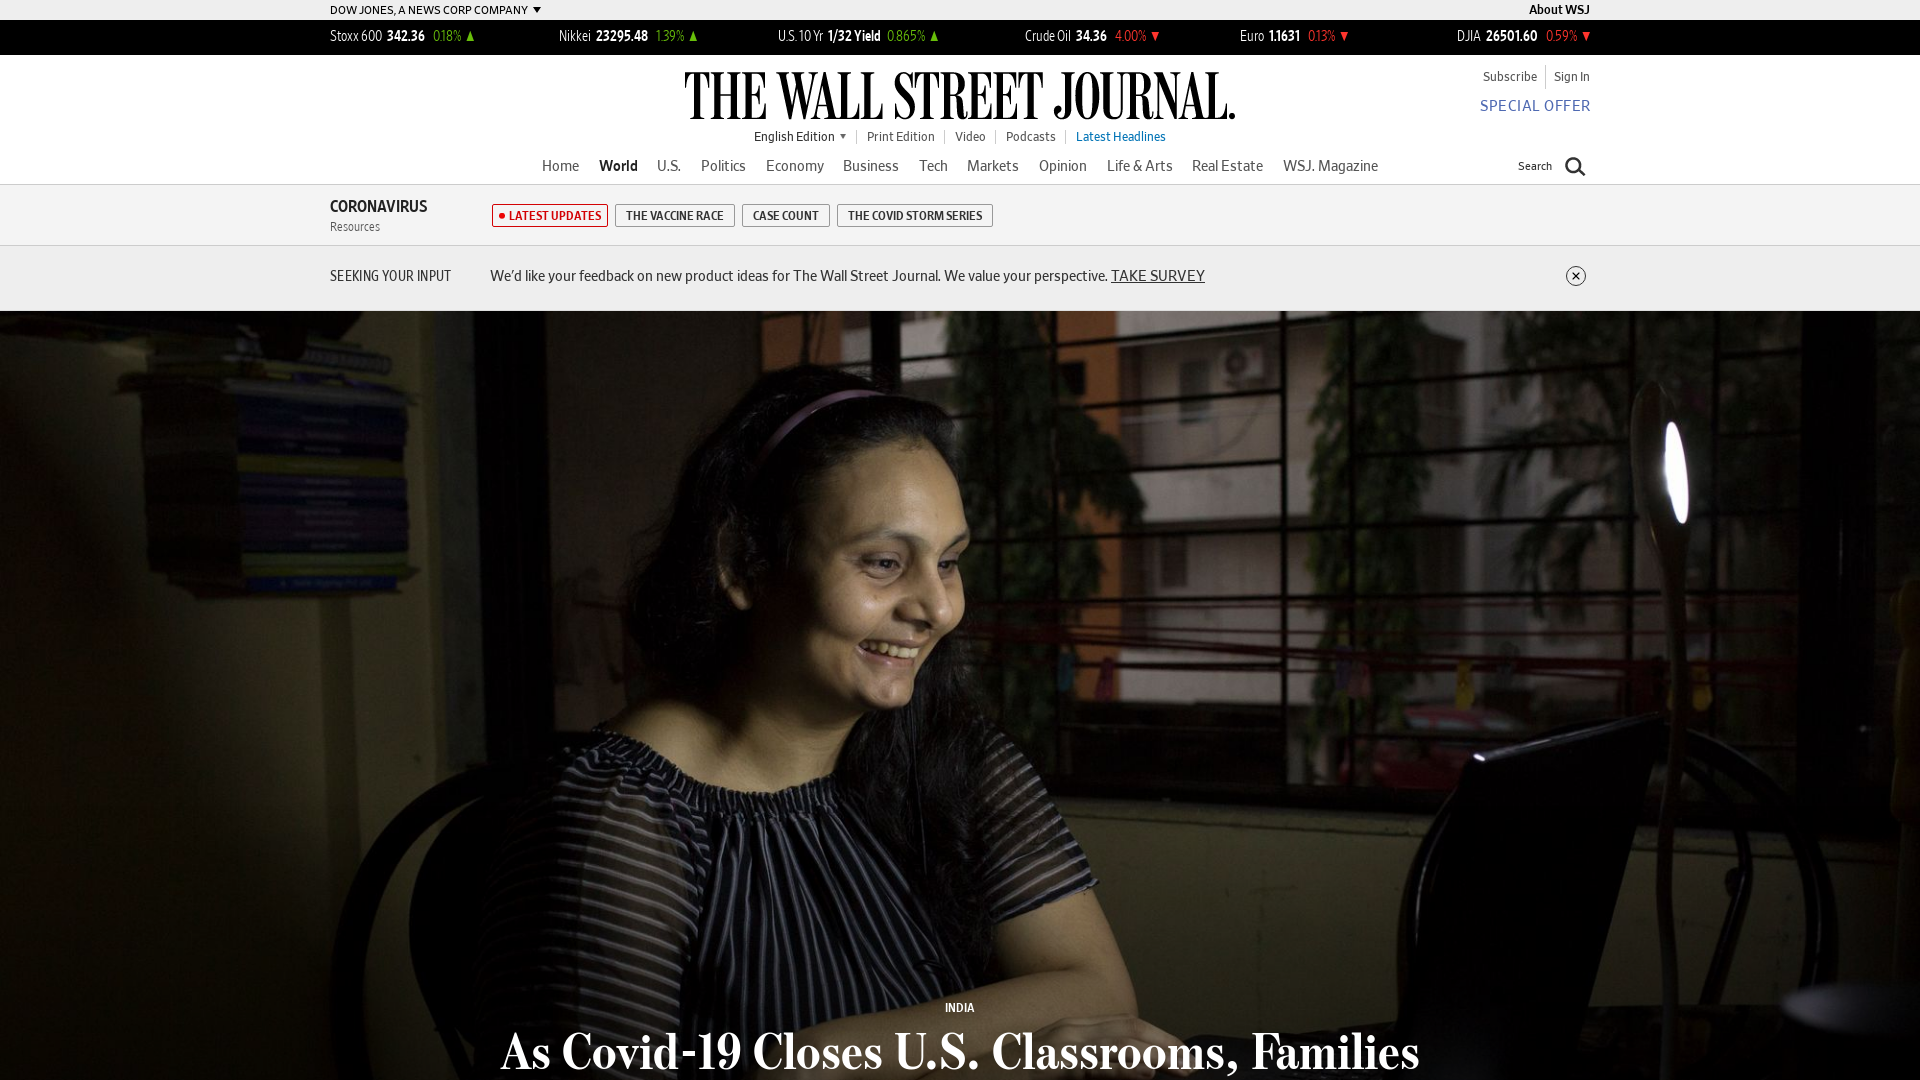 DOW JONES, A NEWS CORP COMPANY
About WSJ
Stoxx 600 342.36 0.18% Nikkei 23295.48 1.39% U.S. 10 Yr 1/32 Yield 0.865% Crude Oil 34.36 4.00% Euro 1.1631 0.13% DJIA 26501.60 0.59%
THE WALL STREET JOURNAL.
Subscribe Sign In
SPECIAL OFFER
English Edition Print Edition Video Podcasts Latest Headlines
Home World U.S. Politics Economy Business Tech Markets Opinion Life & Arts Real Estate WSJ. Magazine Search
CORONAVIRUS
Resources
LATEST UPDATES THE VACCINE RACE CASE COUNT THE COVID STORM SERIES
SEEKING YOUR INPUT We’d like your feedback on new product ideas for The Wall Street Journal. We value your perspective. TAKE SURVEY
INDIA
As Covid-19 Closes U.S. Classrooms, Families